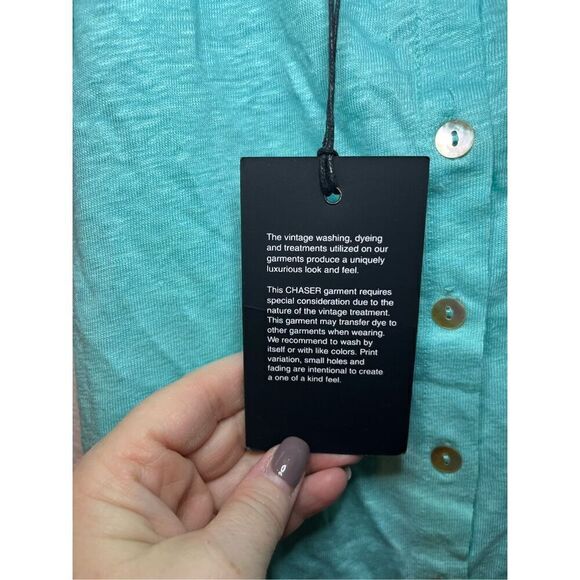 The vintage washing, dyeing
and treatments utilized on our
garments produce a uniquely
luxurious look and feel.
This CHASER garment requires
special consideration due to the
nature of the vintage treatment.
This garment may transfer dye to
other garments when wearing.
We recommend to wash by
itself or with like colors. Print
variation, small holes and
fading are intentional to create
a one of a kind feel.